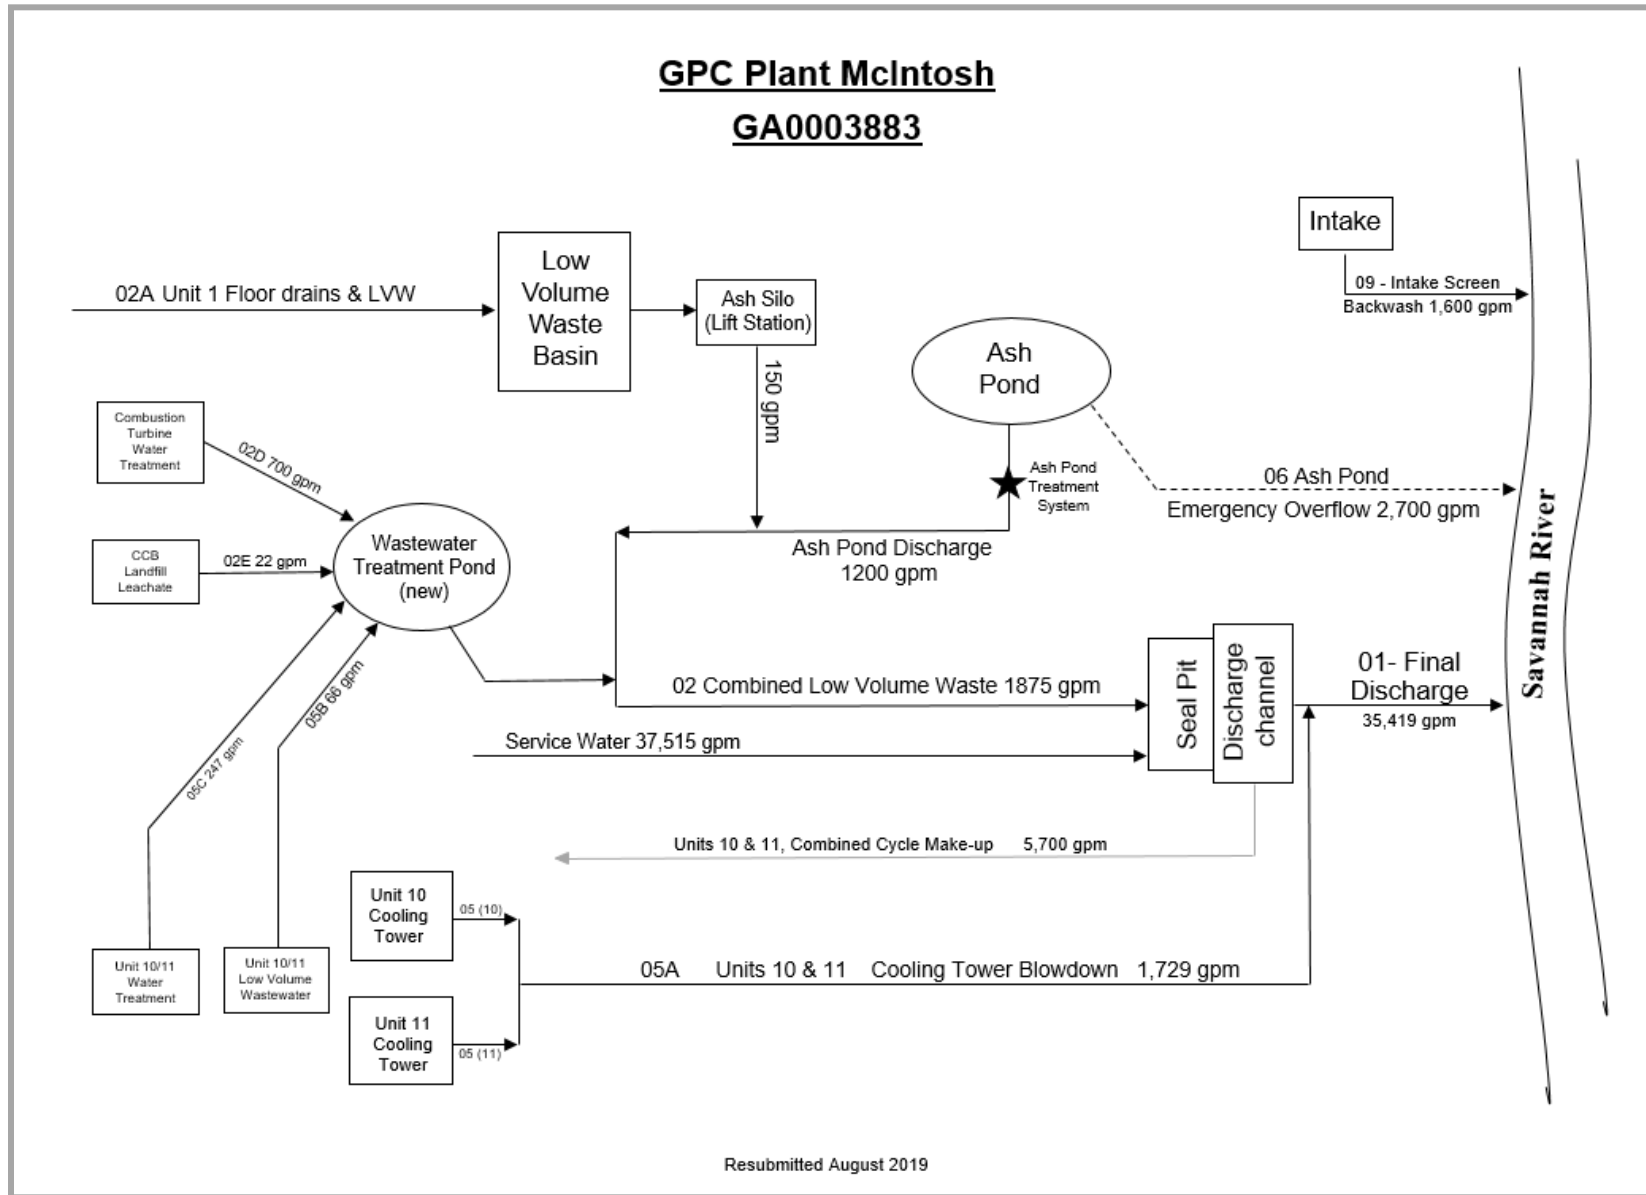 GPC Plant McIntosh
GA0003883
Intake
09 - Intake Screen
Backwash 1,600 gpm
02A Unit 1 Floor drains & LVW
Low
Volume
Waste
Basin
Ash Silo
(Lift Station)
150 gpm
Ash
Pond
Ash Pond
Treatment
System
06 Ash Pond
Emergency Overflow 2,700 gpm
Savannah River
Combustion
Turbine
Water
Treatment
02D 700 gpm
CCB
Landfill
Leachate
02E 22 gpm
Wastewater
Treatment Pond
(new)
Ash Pond Discharge
1200 gpm
05C 247 gpm
05B 66 gpm
02 Combined Low Volume Waste 1875 gpm
Service Water 37,515 gpm
Seal Pit
Discharge
channel
01- Final
Discharge
35,419 gpm
Units 10 & 11, Combined Cycle Make-up 5,700 gpm
Unit 10
Cooling
Tower
05 (10)
05A Units 10 & 11 Cooling Tower Blowdown 1,729 gpm
Unit 10/11
Water
Treatment
Unit 10/11
Low Volume
Wastewater
Unit 11
Cooling
Tower
05 (11)
Resubmitted August 2019